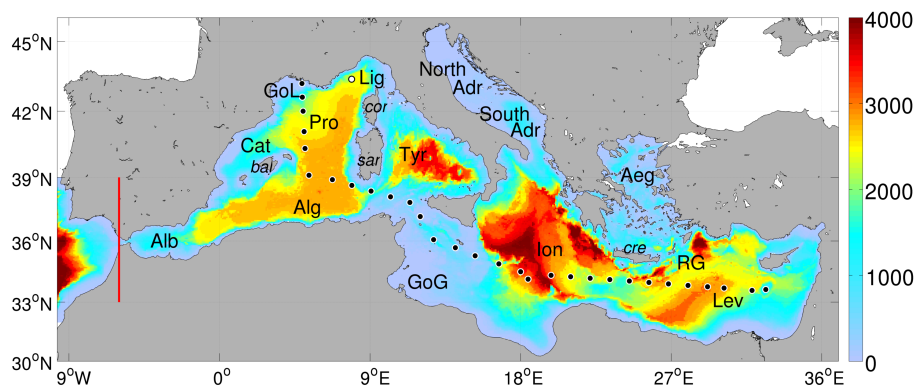 45°N
42°N
39°N
36°N
33°N
30°N
9°W
0°
9°E
18°E
27°E
36°E
4000
3000
2000
1000
0
North
Adr
GoL
Lig
cor
Pro
South
Adr
Cat
bal
sar
Tyr
Aeg
Alg
Alb
Ion
cre
RG
GoG
Lev